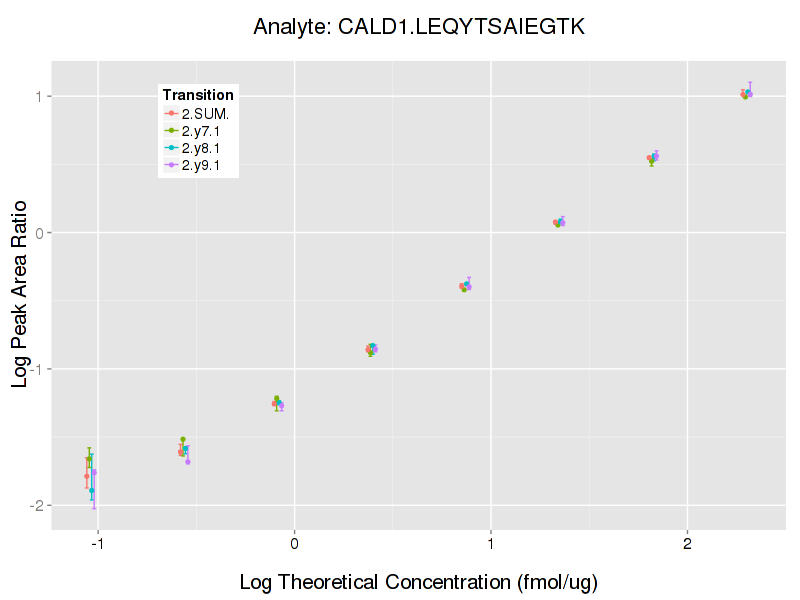 Analyte: CALD1.LEQYTSAIEGTK
Transition
2.SUM.
2.y7.1
2.y8.1
2.y9.1
Log Peak Area Ratio
1
0
-1
-2
-1
0
1
2
Log Theoretical Concentration (fmol/ug)